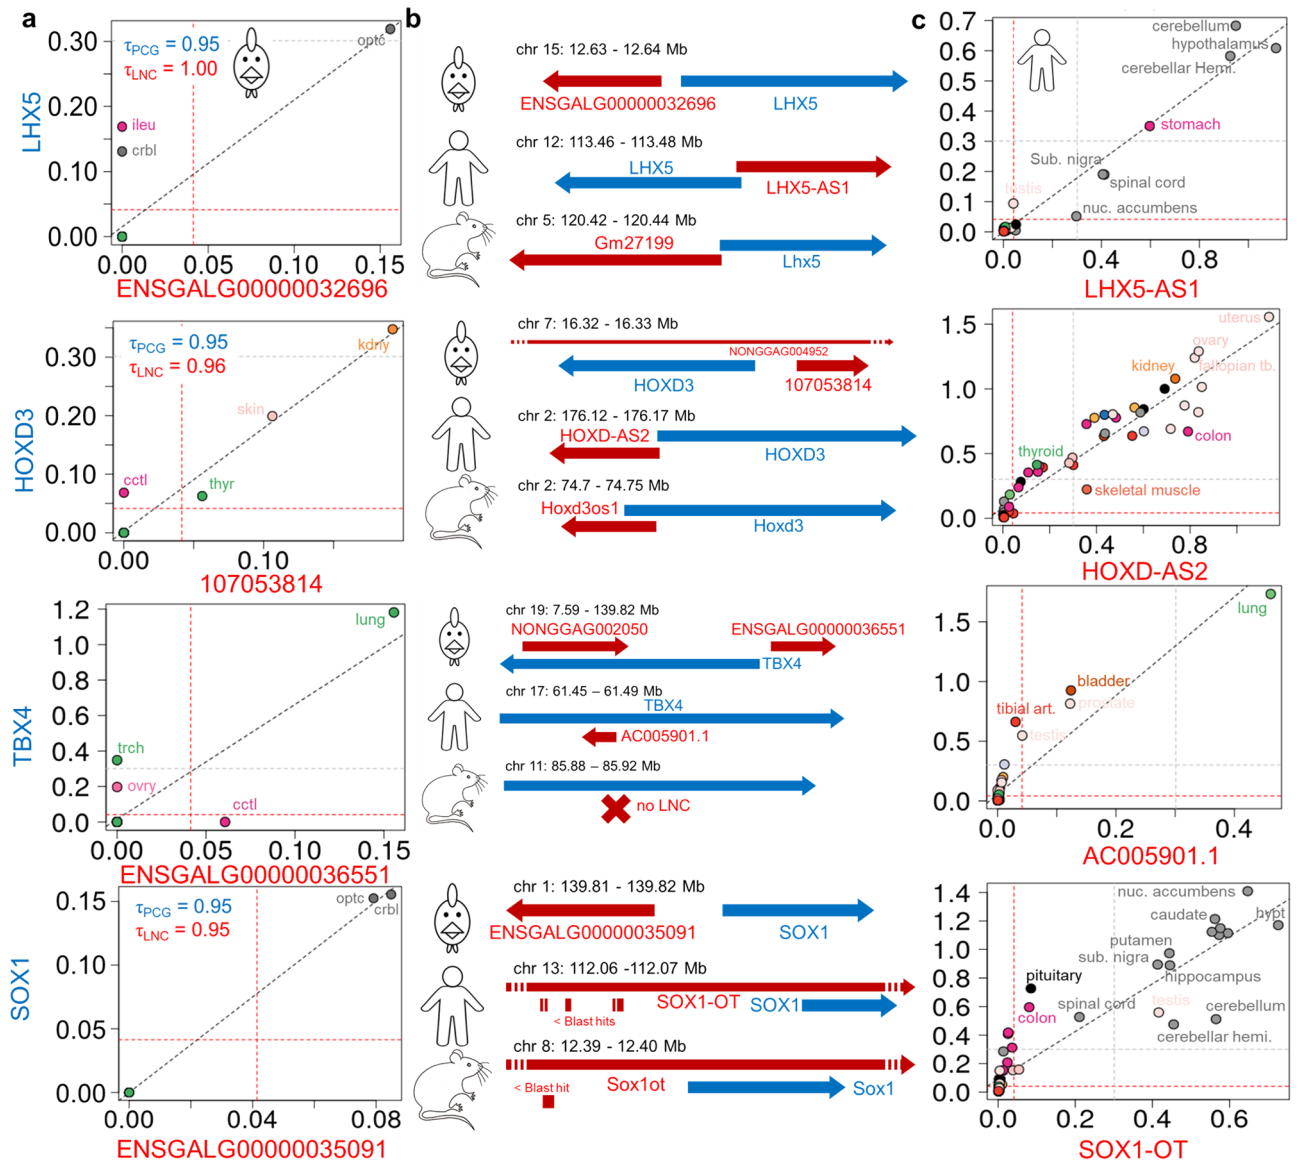 a
LHX5
0.30
0.20
0.10
0.00
τPCG = 0.95
τLNC = 1.00
optc
ileu
crbl
0.00
0.05
0.10
0.15
ENSGALG00000032696
HOXD3
0.30
0.20
0.10
0.00
τPCG = 0.95
τLNC = 0.96
kdny
skin
cctl
thyr
0.00
0.10
107053814
TBX4
1.2
1.0
0.8
0.6
0.4
0.2
0.0
lung
trch
ovry
cctl
0.00
0.05
0.10
0.15
ENSGALG00000036551
SOX1
0.15
0.10
0.05
0.00
τPCG = 0.95
τLNC = 0.95
optc
crbl
0.00
0.04
0.08
ENSGALG00000035091
b
chr 15: 12.63 - 12.64 Mb
ENSGALG00000032696
LHX5
chr 12: 113.46 - 113.48 Mb
LHX5
LHX5-AS1
chr 5: 120.42 - 120.44 Mb
Gm27199
Lhx5
chr 7: 16.32 - 16.33 Mb
NONGGAG004952
HOXD3
107053814
chr 2: 176.12 - 176.17 Mb
HOXD-AS2
HOXD3
chr 2: 74.7 - 74.75 Mb
Hoxd3os1
Hoxd3
chr 19: 7.59 - 139.82 Mb
NONGGAG002050
ENSGALG00000036551
TBX4
chr 17: 61.45 – 61.49 Mb
TBX4
AC005901.1
chr 11: 85.88 – 85.92 Mb
no LNC
chr 1: 139.81 - 139.82 Mb
ENSGALG00000035091
SOX1
chr 13: 112.06 -112.07 Mb
SOX1-OT
SOX1
< Blast hits
chr 8: 12.39 - 12.40 Mb
< Blast hit
Sox1ot
Sox1
c
0.7
0.6
0.5
0.4
0.3
0.2
0.1
0.0
cerebellum
hypothalamus
cerebellar Hemi.
stomach
Sub. nigra
spinal cord
testis
nuc. accumbens
0.0
0.4
0.8
LHX5-AS1
1.5
1.0
0.5
0.0
uterus
ovary
fallopian tb.
kidney
colon
thyroid
skeletal muscle
0.0
0.4
0.8
HOXD-AS2
1.5
1.0
0.5
0.0
lung
bladder
prostate
tibial art.
testis
0.0
0.2
0.4
AC005901.1
1.4
1.2
1.0
0.8
0.6
0.4
0.2
0.0
nuc. accumbens
caudate
hypt
putamen
sub. nigra
hippocampus
pituitary
spinal cord
testis
cerebellum
colon
cerebellar hemi.
0.0
0.2
0.4
0.6
SOX1-OT